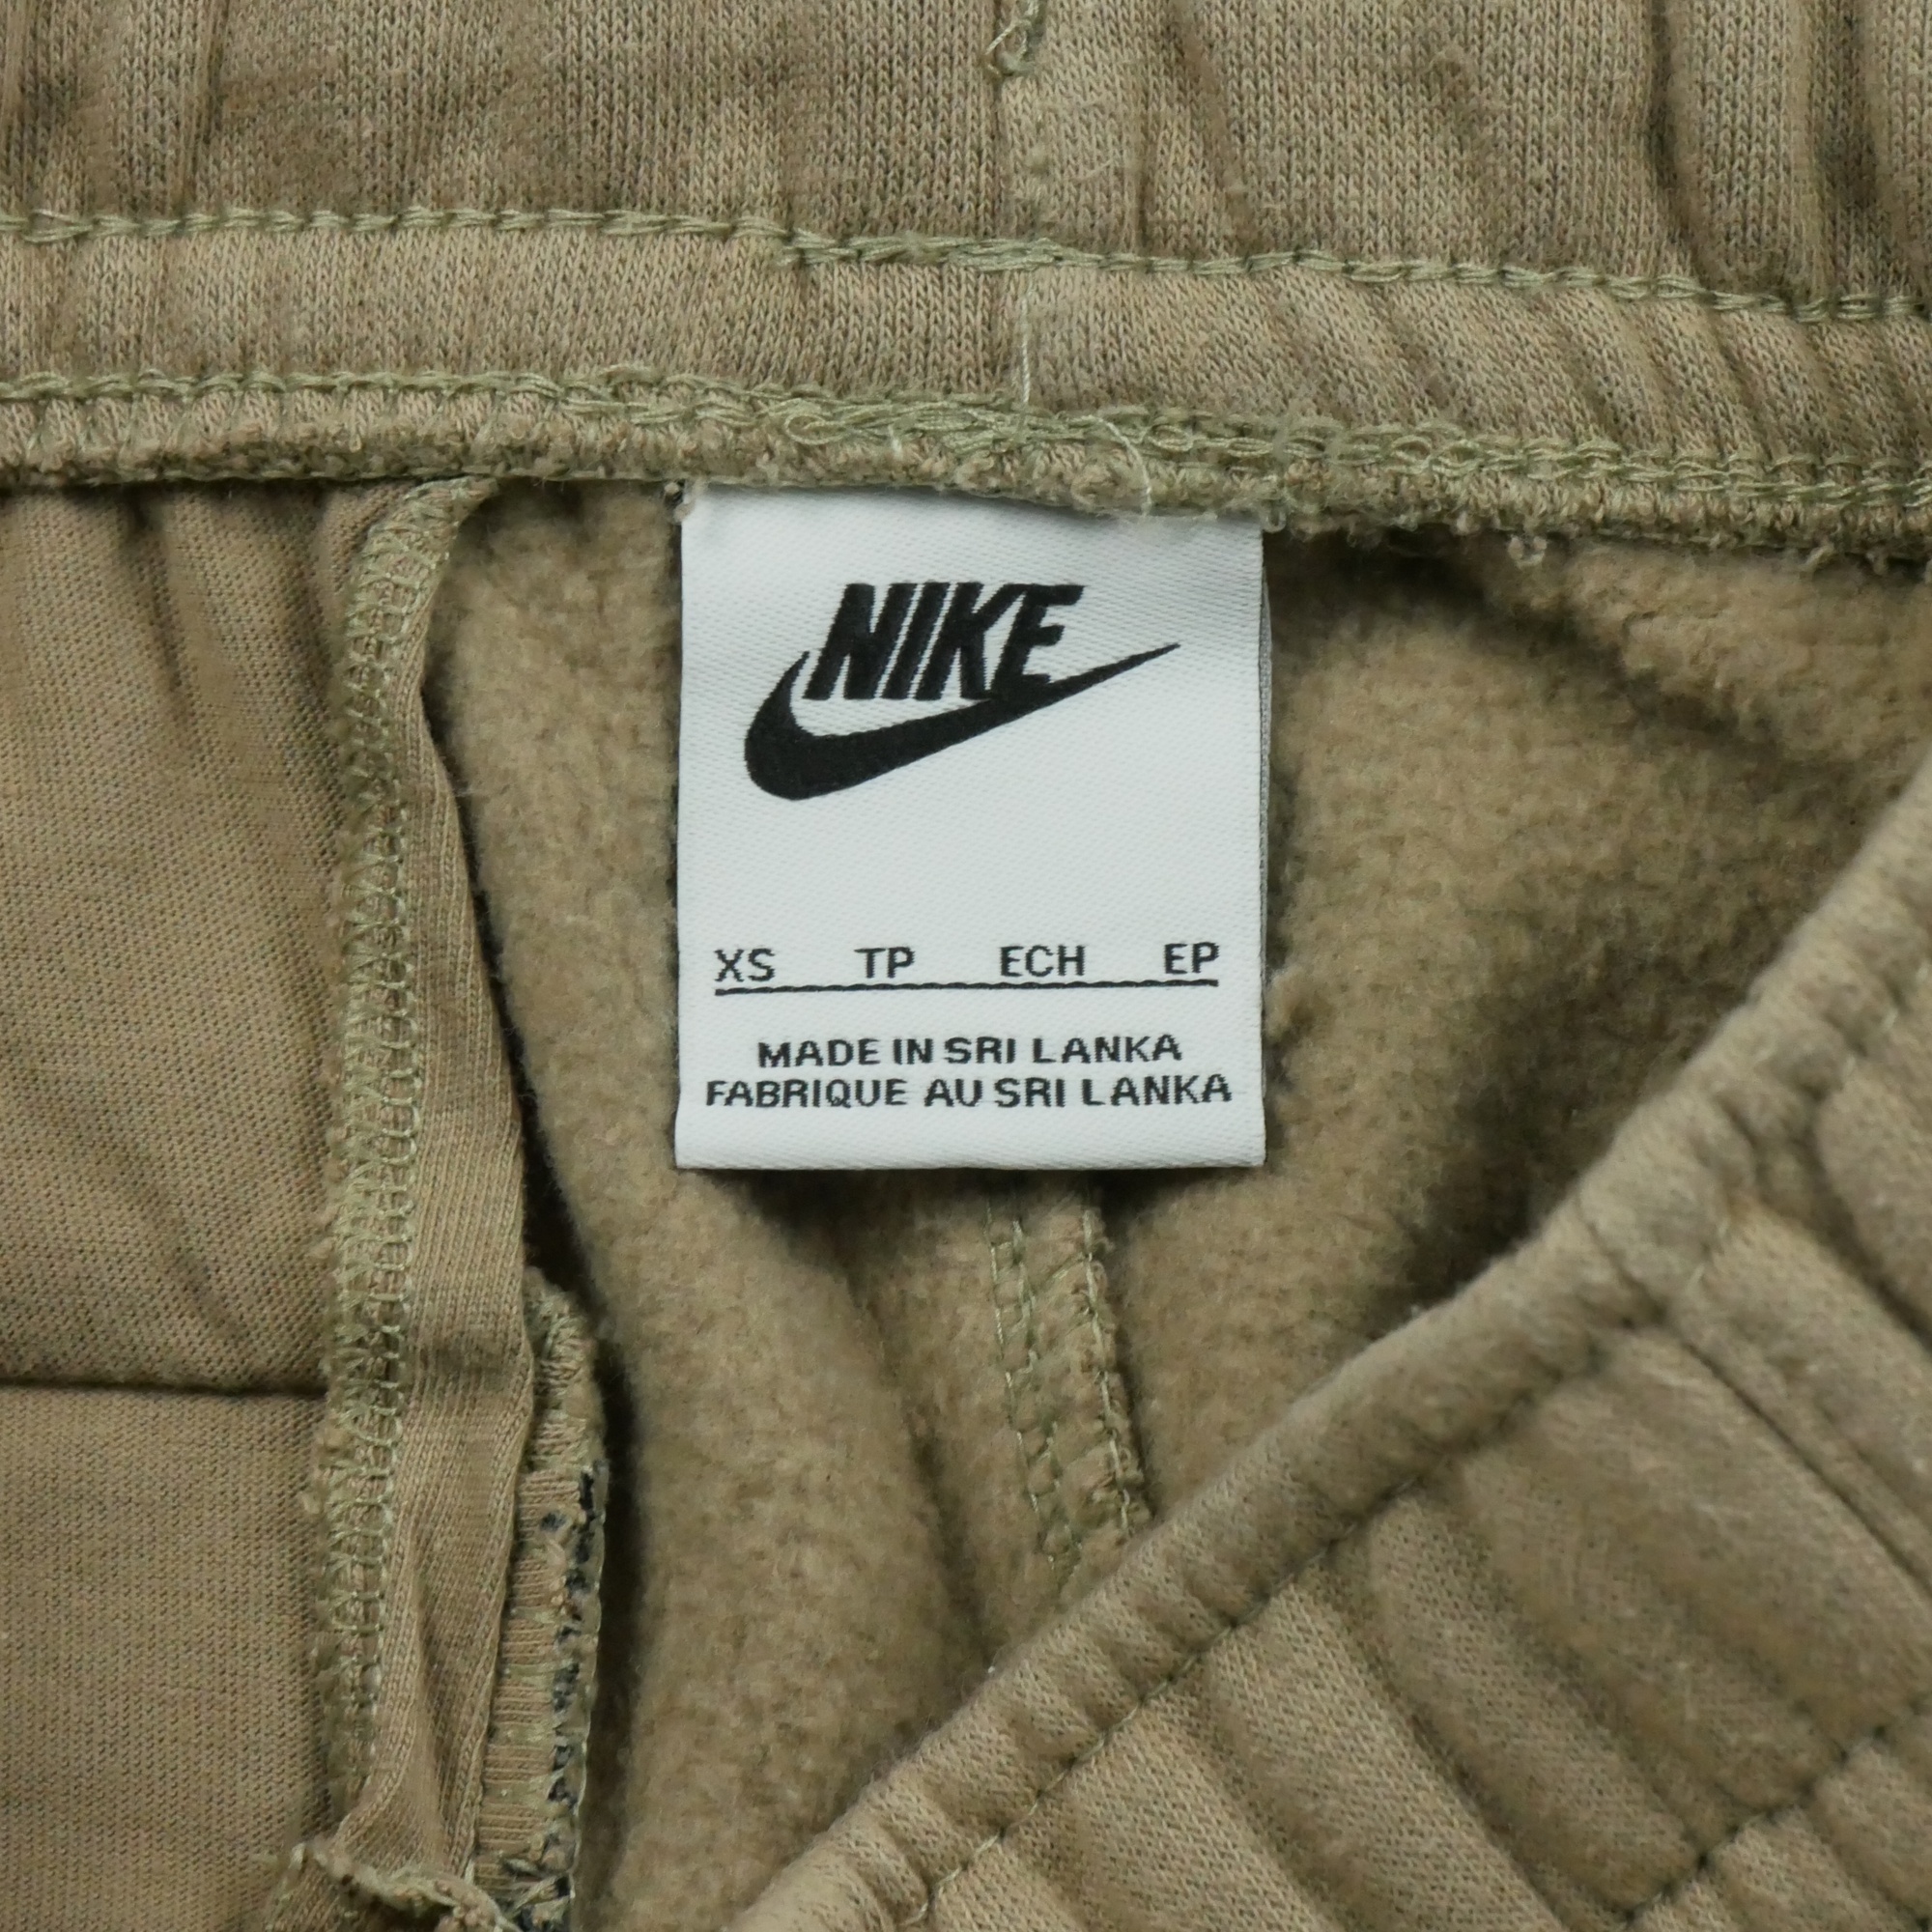 NIKE
XS TP ECH EP
MADE IN SRI LANKA
FABRIQUE AU SRI LANKA